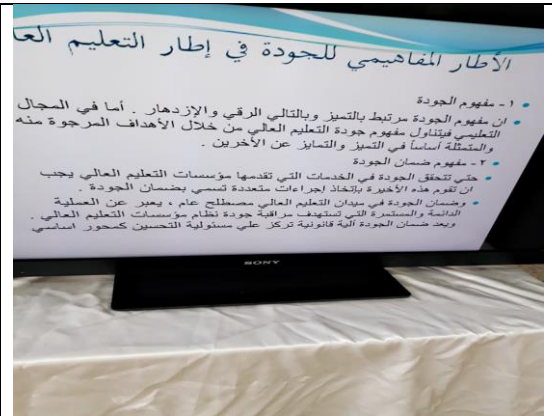 الأطار المفاهيمي للجودة في إطار التعليم العا
١ - مفهوم الجودة
ان مفهوم الجودة مرتبط بالتميز وبالتالي الرقي والإزدهار . أما في المجال
التعليمي فيتناول مفهوم جودة التعليم العالي من خلال الأهداف المرجوة منه
والمتمثلة أساساً في التميز والتمايز عن الأخرين .
٢ - مفهوم ضمان الجودة
حتي تتحقق الجودة في الخدمات التي تقدمها مؤسسات التعليم العالي يجب
ان تقوم هذه الأخيرة بإتخاذ إجراءات متعددة تسمي بضمان الجودة .
وضمان الجودة في ميدان التعليم العالي مصطلح عام ، يعبر عن العملية
الدائمة والمستمرة التي تستهدف مراقبة جودة نظام مؤسسات التعليم العالي .
ويعد ضمان الجودة آلية قانونية تركز علي مسئولية التحسين كمحور اساسي
SONY